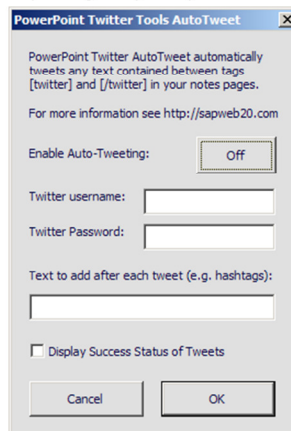 PowerPoint Twitter Tools AutoTweet
PowerPoint Twitter AutoTweet automatically
tweets any text contained between tags
[twitter] and [/twitter] in your notes pages.
For more information see http://sapweb20.com
Enable Auto-Tweeting:
Off
Twitter username:
Twitter Password:
Text to add after each tweet (e.g. hashtags):
Display Success Status of Tweets
Cancel
OK